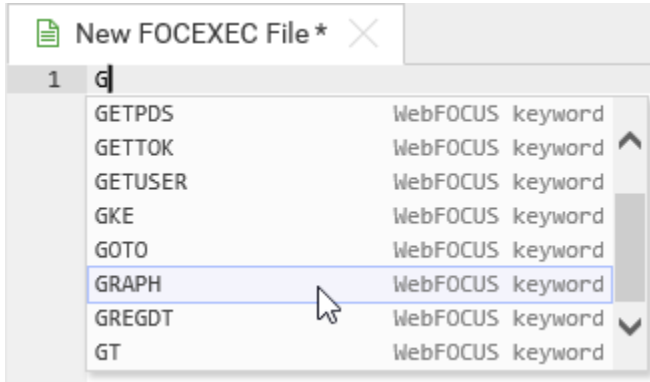 New FOCEXEC File*
1 G
GETPDS WebFOCUS keyword
GETTOK WebFOCUS keyword
GETUSER WebFOCUS keyword
GKE WebFOCUS keyword
GOTO WebFOCUS keyword
GRAPH WebFOCUS keyword
GREGDT WebFOCUS keyword
GT WebFOCUS keyword